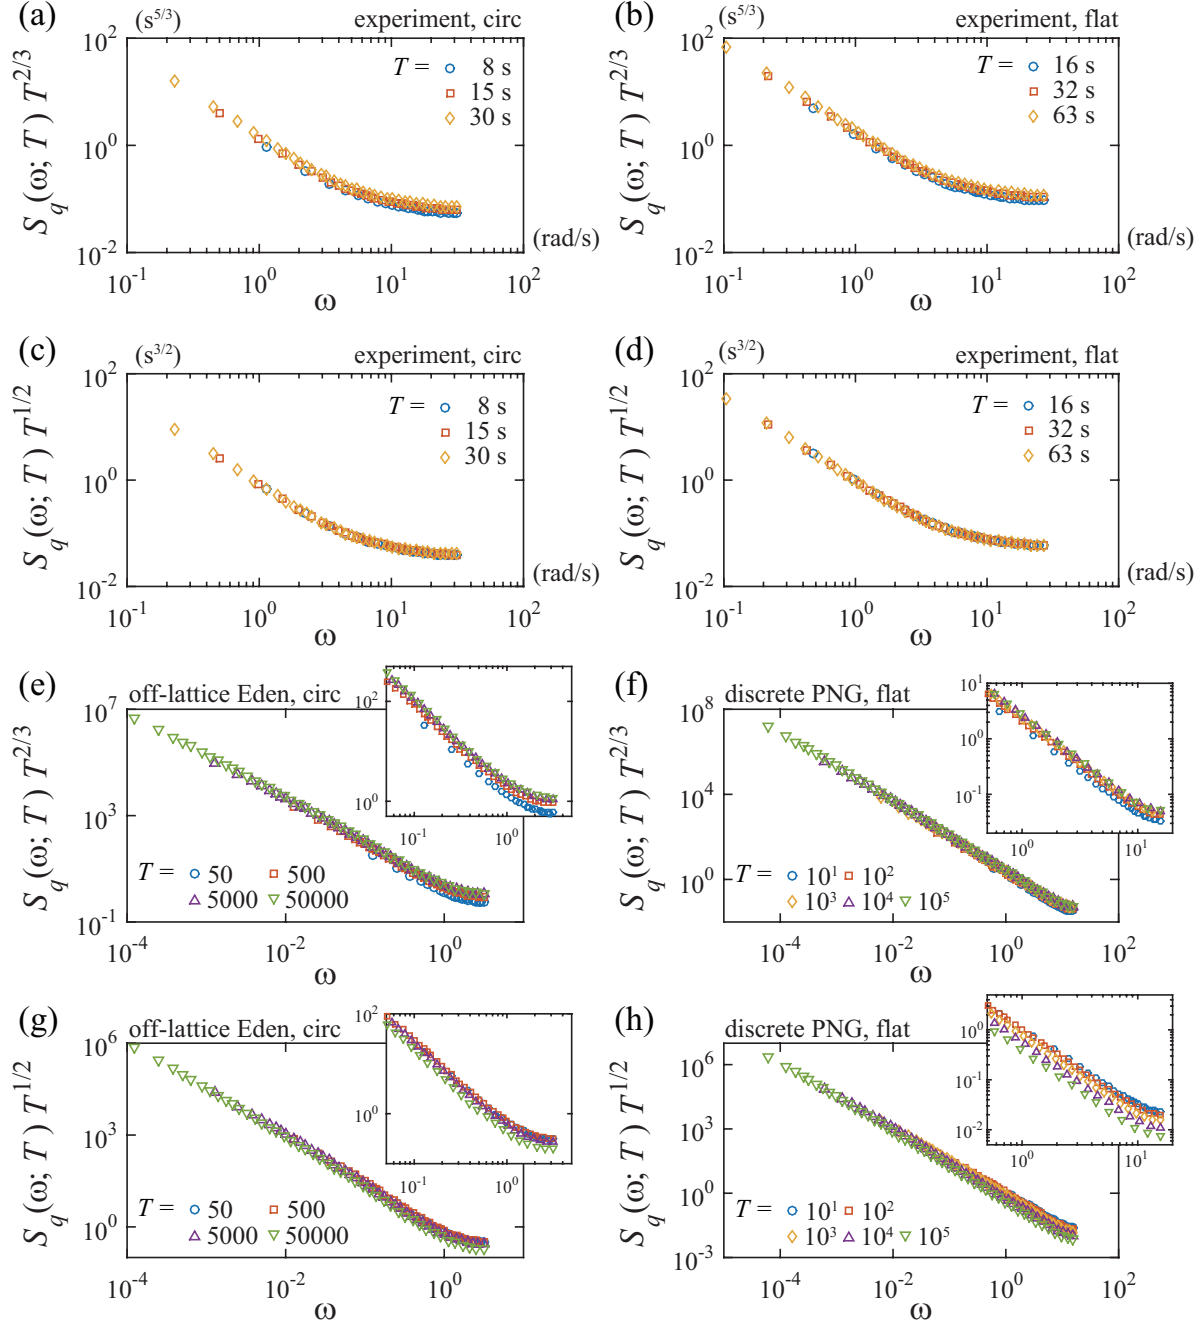 (a) (s^{5/3}) experiment, circ
S_q(ω; T) T^{2/3}
10^2
10^0
10^{-2}
T = 8 s
15 s
30 s
10^{-1} 10^0 10^1 10^2
(rad/s)
ω
(b) (s^{5/3}) experiment, flat
S_q(ω; T) T^{2/3}
10^2
10^0
10^{-2}
T = 16 s
32 s
63 s
10^{-1} 10^0 10^1 10^2
(rad/s)
ω
(c) (s^{3/2}) experiment, circ
S_q(ω; T) T^{1/2}
10^2
10^0
10^{-2}
T = 8 s
15 s
30 s
10^{-1} 10^0 10^1 10^2
(rad/s)
ω
(d) (s^{3/2}) experiment, flat
S_q(ω; T) T^{1/2}
10^2
10^0
10^{-2}
T = 16 s
32 s
63 s
10^{-1} 10^0 10^1 10^2
(rad/s)
ω
(e) off-lattice Eden, circ
S_q(ω; T) T^{2/3}
10^7
10^3
10^{-1}
10^2
10^0
10^{-1} 10^0
T = 50 500
5000 50000
10^{-4} 10^{-2} 10^0
ω
(f) discrete PNG, flat
S_q(ω; T) T^{2/3}
10^8
10^4
10^0
10^1
10^0
10^{-1}
10^0 10^1
T = 10^1 10^2
10^3 10^4 10^5
10^{-4} 10^{-2} 10^0 10^2
ω
(g) off-lattice Eden, circ
S_q(ω; T) T^{1/2}
10^6
10^3
10^0
10^2
10^0
10^{-1} 10^0
T = 50 500
5000 50000
10^{-4} 10^{-2} 10^0
ω
(h) discrete PNG, flat
S_q(ω; T) T^{1/2}
10^6
10^3
10^0
10^{-3}
10^0
10^{-1}
10^{-2}
10^0 10^1
T = 10^1 10^2
10^3 10^4 10^5
10^{-4} 10^{-2} 10^0 10^2
ω